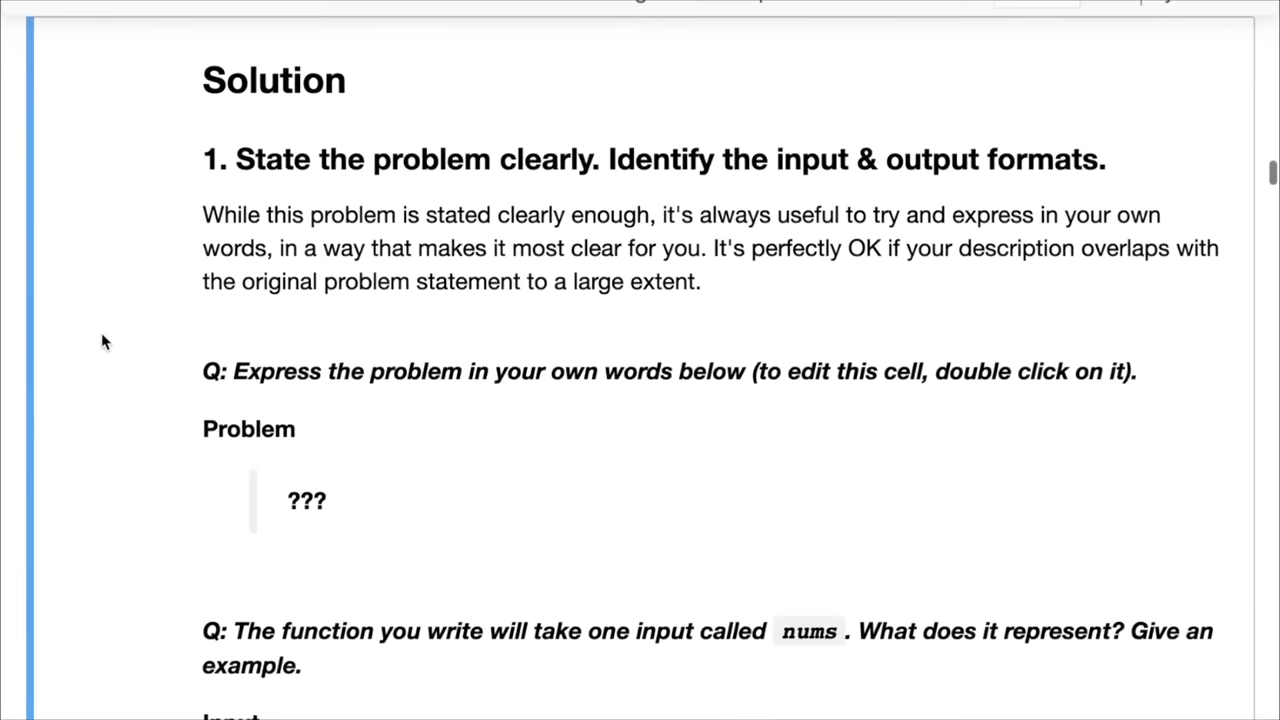 Solution
1. State the problem clearly. Identify the input & output formats.
While this problem is stated clearly enough, it's always useful to try and express in your own
words, in a way that makes it most clear for you. It's perfectly OK if your description overlaps with
the original problem statement to a large extent.
Q: Express the problem in your own words below (to edit this cell, double click on it).
Problem
???
Q: The function you write will take one input called nums . What does it represent? Give an
example.